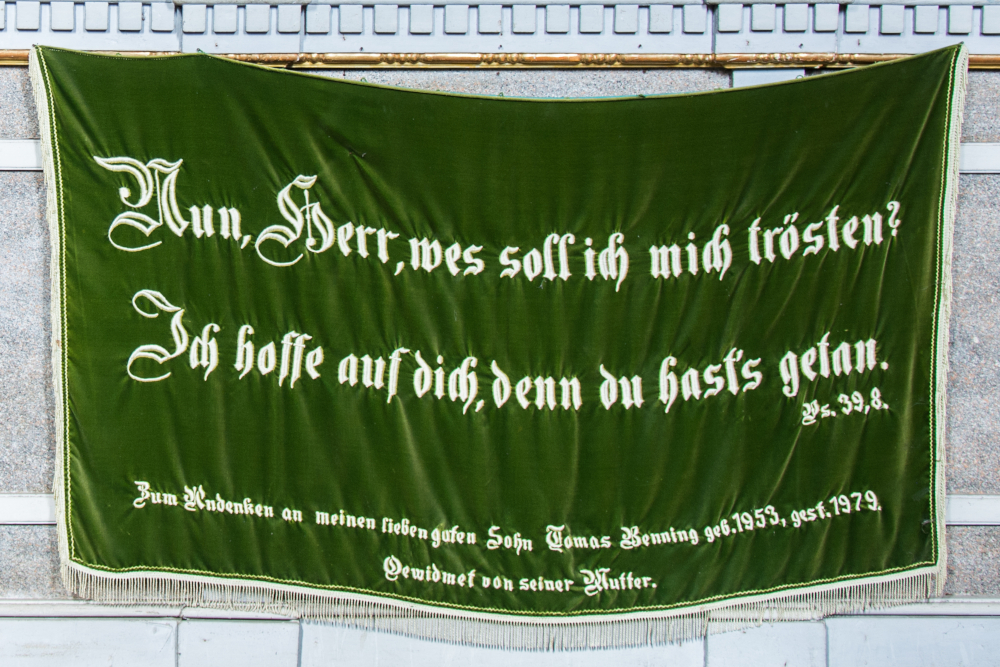 Nun, Herr, wes soll ich mich trösten?
Ich hoffe auf dich, denn du hast's getan.
Ps. 39,8.
Zum Andenken an meinen lieben guten Sohn Tomas Benning geb. 1953, gest. 1979.
Gewidmet von seiner Mutter.